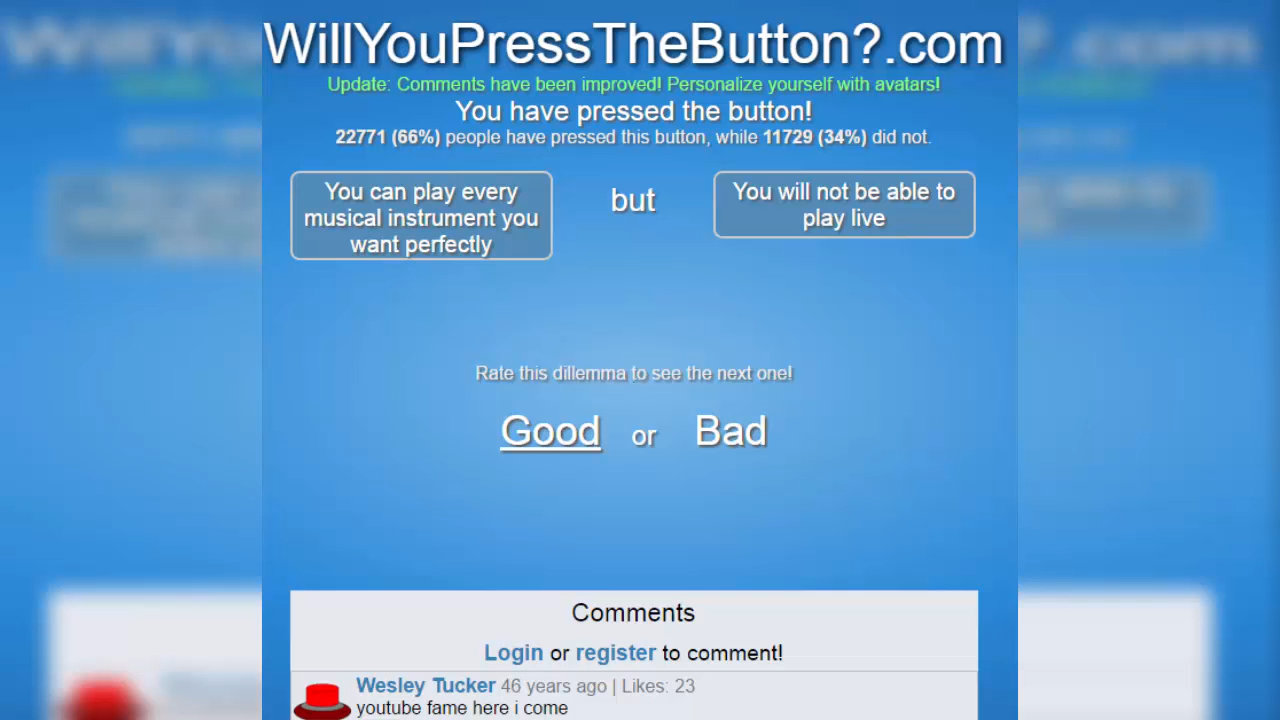 WillYouPressTheButton?.com
Update: Comments have been improved! Personalize yourself with avatars!
You have pressed the button!
22771 (66%) people have pressed this button, while 11729 (34%) did not.
You can play every
musical instrument you
want perfectly
but
You will not be able to
play live
Rate this dillemma to see the next one!
Good or Bad
Comments
Login or register to comment!
Wesley Tucker 46 years ago | Likes: 23
youtube fame here i come